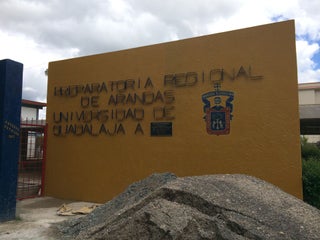 PREPARATORIA REGIONAL
DE ARANDAS
UNIVERSIDAD DE
GUADALAJA A